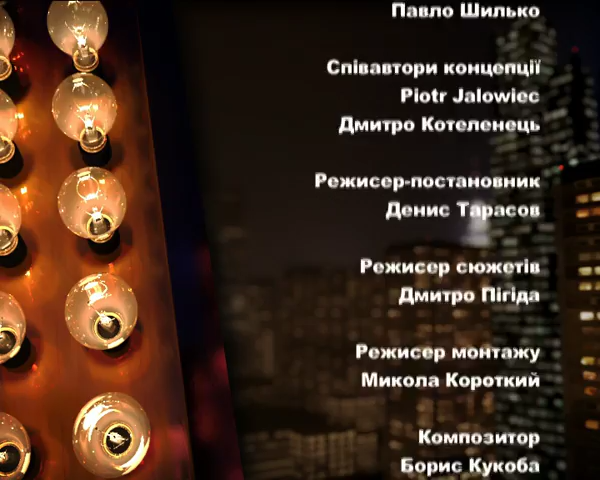 Павло Шилько
Співавтори концепції
Piotr Jalowiec
Дмитро Котеленець
Режисер-постановник
Денис Тарасов
Режисер сюжетів
Дмитро Пігіда
Режисер монтажу
Микола Короткий
Композитор
Борис Кукоба